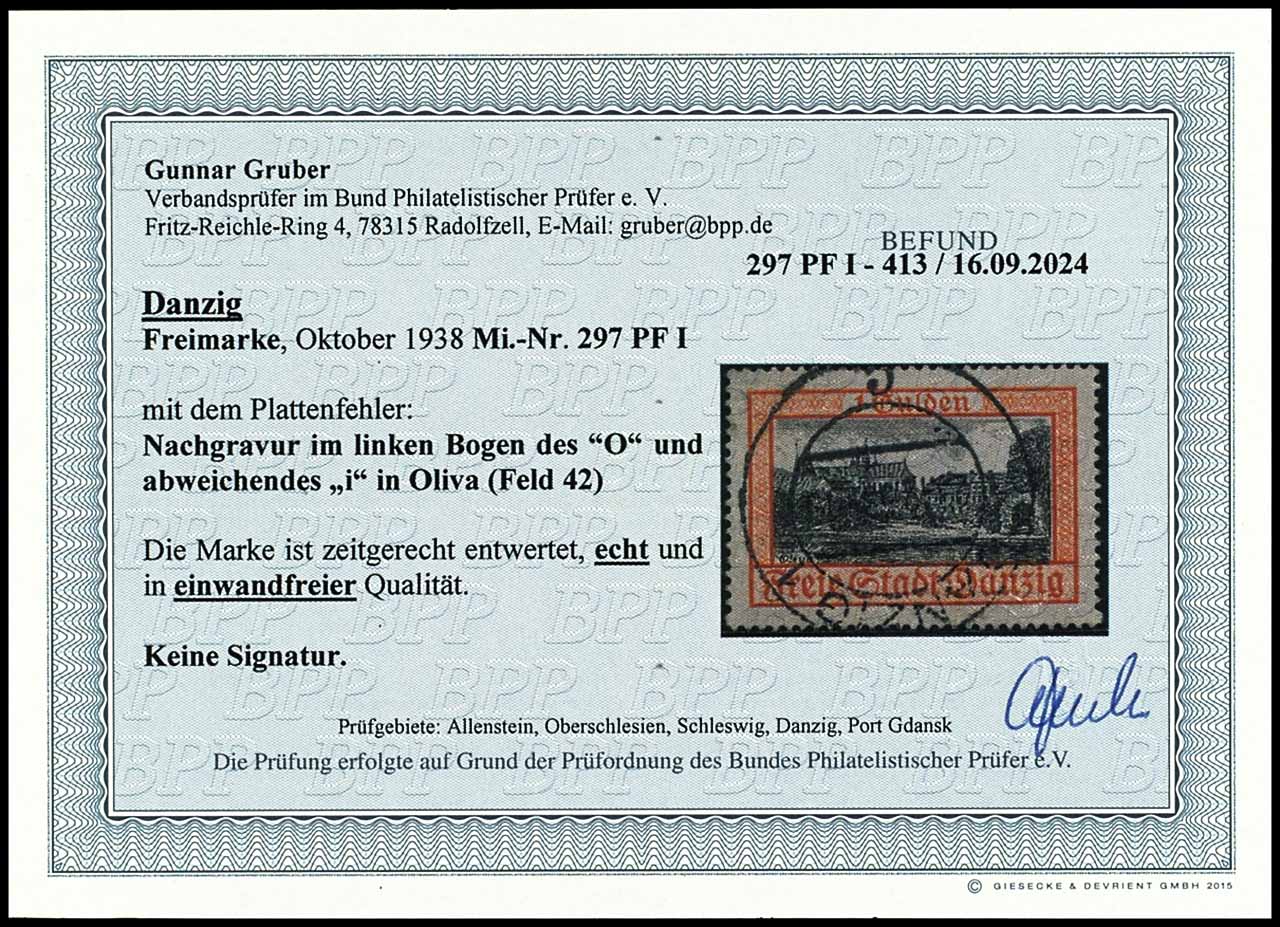 Gunnar Gruber
Verbandsprüfer im Bund Philatelistischer Prüfer e. V.
Fritz-Reichle-Ring 4, 78315 Radolfzell, E-Mail: gruber@bpp.de
BEFUND
297 PF I - 413 / 16.09.2024
Danzig
Freimarke, Oktober 1938 Mi.-Nr. 297 PF I
mit dem Plattenfehler:
Nachgravur im linken Bogen des “O“ und
abweichendes „i“ in Oliva (Feld 42)
Die Marke ist zeitgerecht entwertet, echt und
in einwandfreier Qualität.
Keine Signatur.
1 Gulden
Freie Stadt Danzig
Prüfgebiete: Allenstein, Oberschlesien, Schleswig, Danzig, Port Gdansk
Die Prüfung erfolgte auf Grund der Prüfordnung des Bundes Philatelistischer Prüfer e.V.
© GIESECKE & DEVRIENT GMBH 2015